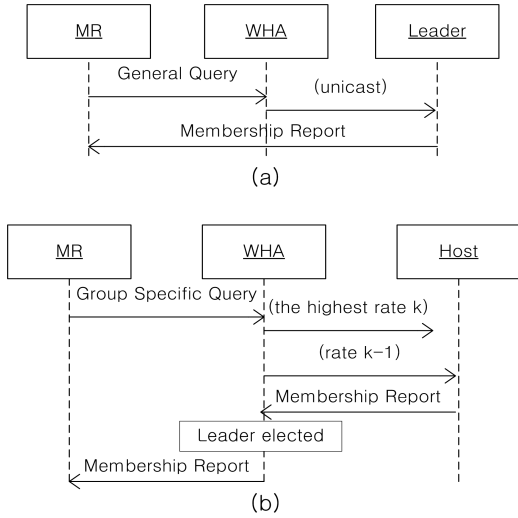 MR
WHA
Leader
General Query
(unicast)
Membership Report
(a)
MR
WHA
Host
Group Specific Query
(the highest rate k)
(rate k-1)
Membership Report
Leader elected
Membership Report
(b)